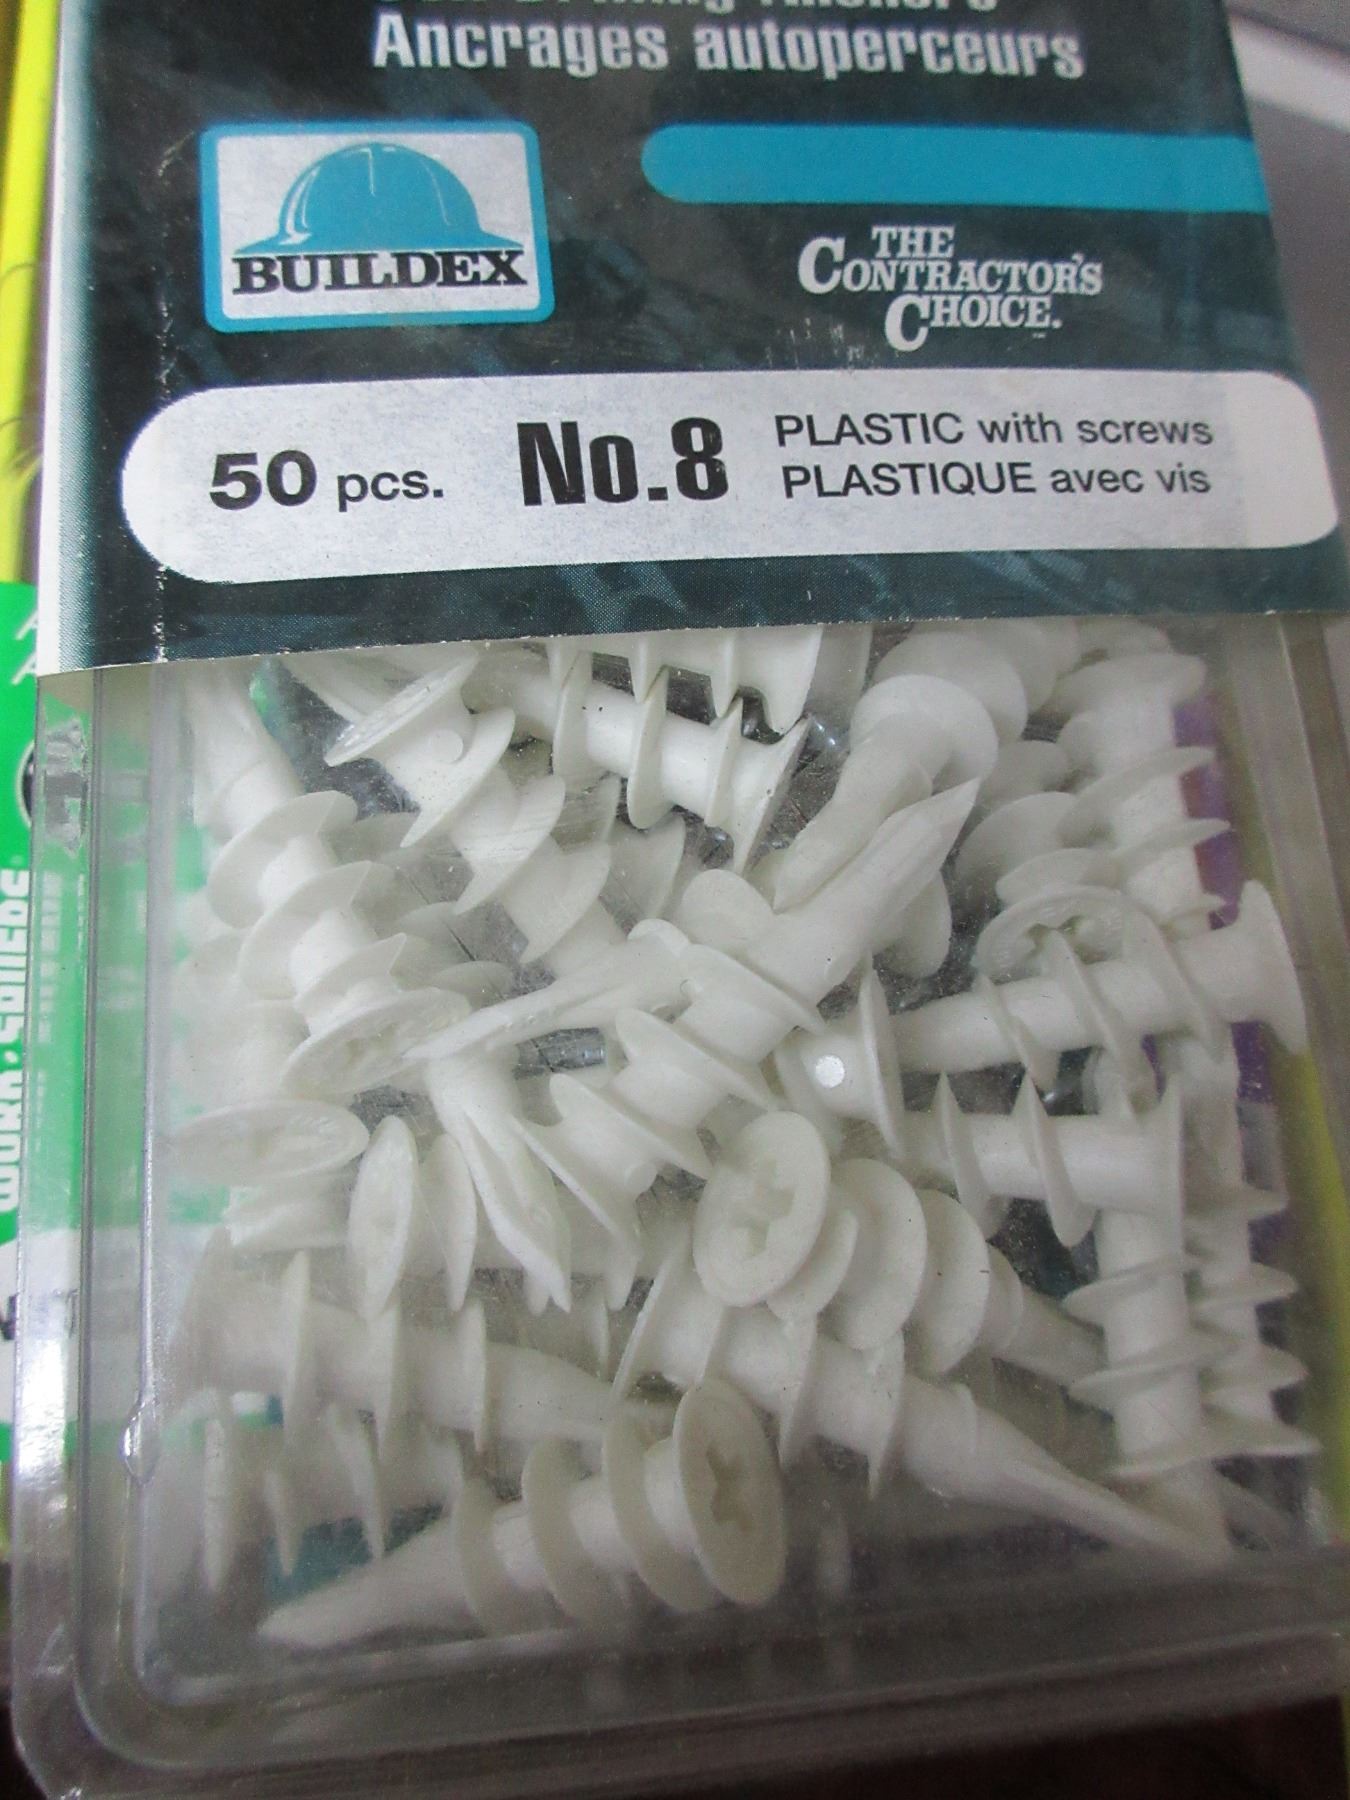 Ancrages autoperceurs
BUILDEX
THE
CONTRACTOR'S
CHOICE.
50 pcs. No.8 PLASTIC with screws
PLASTIQUE avec vis